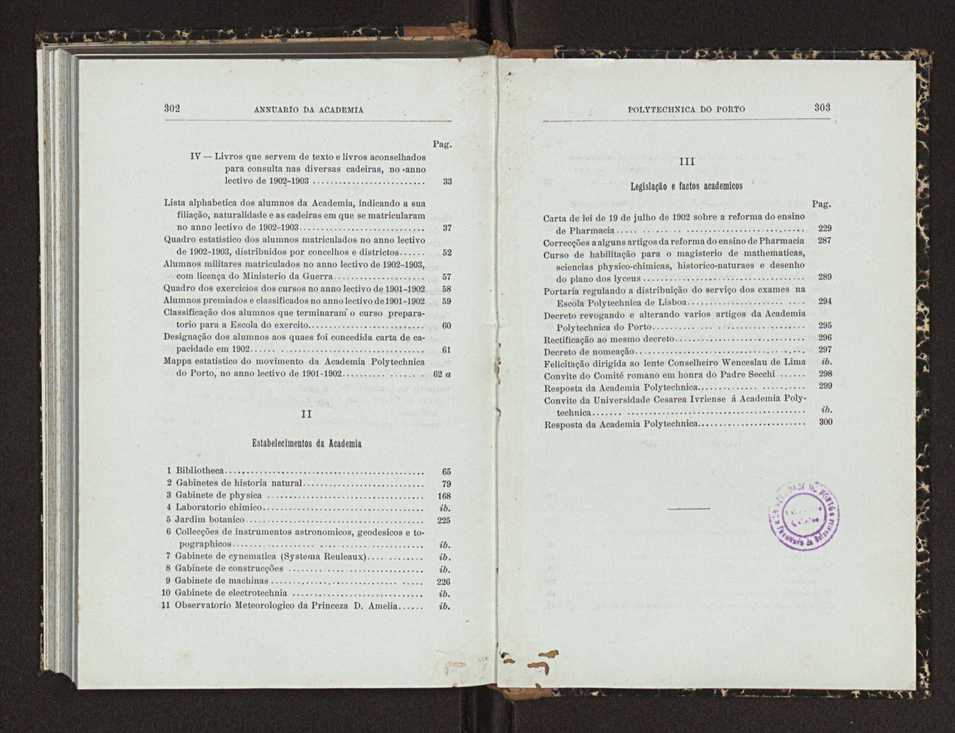 302 ANNUARIO DA ACADEMIA
Pag.
IV — Livros que servem de texto e livros aconselhados
para consulta nas diversas cadeiras, no anno
lectivo de 1902-1903 .......................... 33
Lista alphabetica dos alumnos da Academia, indicando a sua
filiação, naturalidade e as cadeiras em que se matricularam
no anno lectivo de 1902-1903............................ 37
Quadro estatistico dos alumnos matriculados no anno lectivo
de 1902-1903, distribuidos por concelhos e districtos...... 52
Alumnos militares matriculados no anno lectivo de 1902-1903,
com licença do Ministerio da Guerra .................... 57
Quadro dos exercicios dos cursos no anno lectivo de 1901-1902 58
Alumnos premiados e classificados no anno lectivo de 1901-1902 59
Classificação dos alumnos que terminaram o curso prepara-
torio para a Escola do exercito.......................... 60
Designação dos alumnos aos quaes foi concedida carta de ca-
pacidade em 1902........................................ 61
Mappa estatistico do movimento da Academia Polytechnica
do Porto, no anno lectivo de 1901-1902.................. 62 a
II
Estabelecimentos da Academia
1 Bibliotheca............................................ 65
2 Gabinetes de historia natural........................... 79
3 Gabinete de physica .................................... 168
4 Laboratorio chimico..................................... ib.
5 Jardim botanico ........................................ 225
6 Collecções de instrumentos astronomicos, geodesicos e to-
pographicos........................................... ib.
7 Gabinete de cynematica (Systema Reuleaux)............. ib.
8 Gabinete de construcções ............................... ib.
9 Gabinete de machinas .................................. 226
10 Gabinete de electrotechnia ............................. ib.
11 Observatorio Meteorologico da Princeza D. Amelia...... ib.
POLYTECHNICA DO PORTO 303
III
Legislação e factos academicos
Pag.
Carta de lei de 19 de julho de 1902 sobre a reforma do ensino
de Pharmacia.......................................... 229
Correcções a alguns artigos da reforma do ensino de Pharmacia 287
Curso de habilitação para o magisterio de mathematicas,
sciencias physico-chimicas, historico-naturaes e desenho
do plano dos lyceus .................................... 289
Portaria regulando a distribuição do serviço dos exames na
Escola Polytechnica de Lisboa.......................... 294
Decreto revogando e alterando varios artigos da Academia
Polytechnica do Porto.................................. 295
Rectificação ao mesmo decreto............................. 296
Decreto de nomeação...................................... 297
Felicitação dirigida ao lente Conselheiro Wenceslau de Lima ib.
Convite do Comité romano em honra do Padre Secchi ...... 298
Resposta da Academia Polytechnica........................ 299
Convite da Universidade Cesarea Ivriense á Academia Poly-
technica............................................... ib.
Resposta da Academia Polytechnica........................ 300